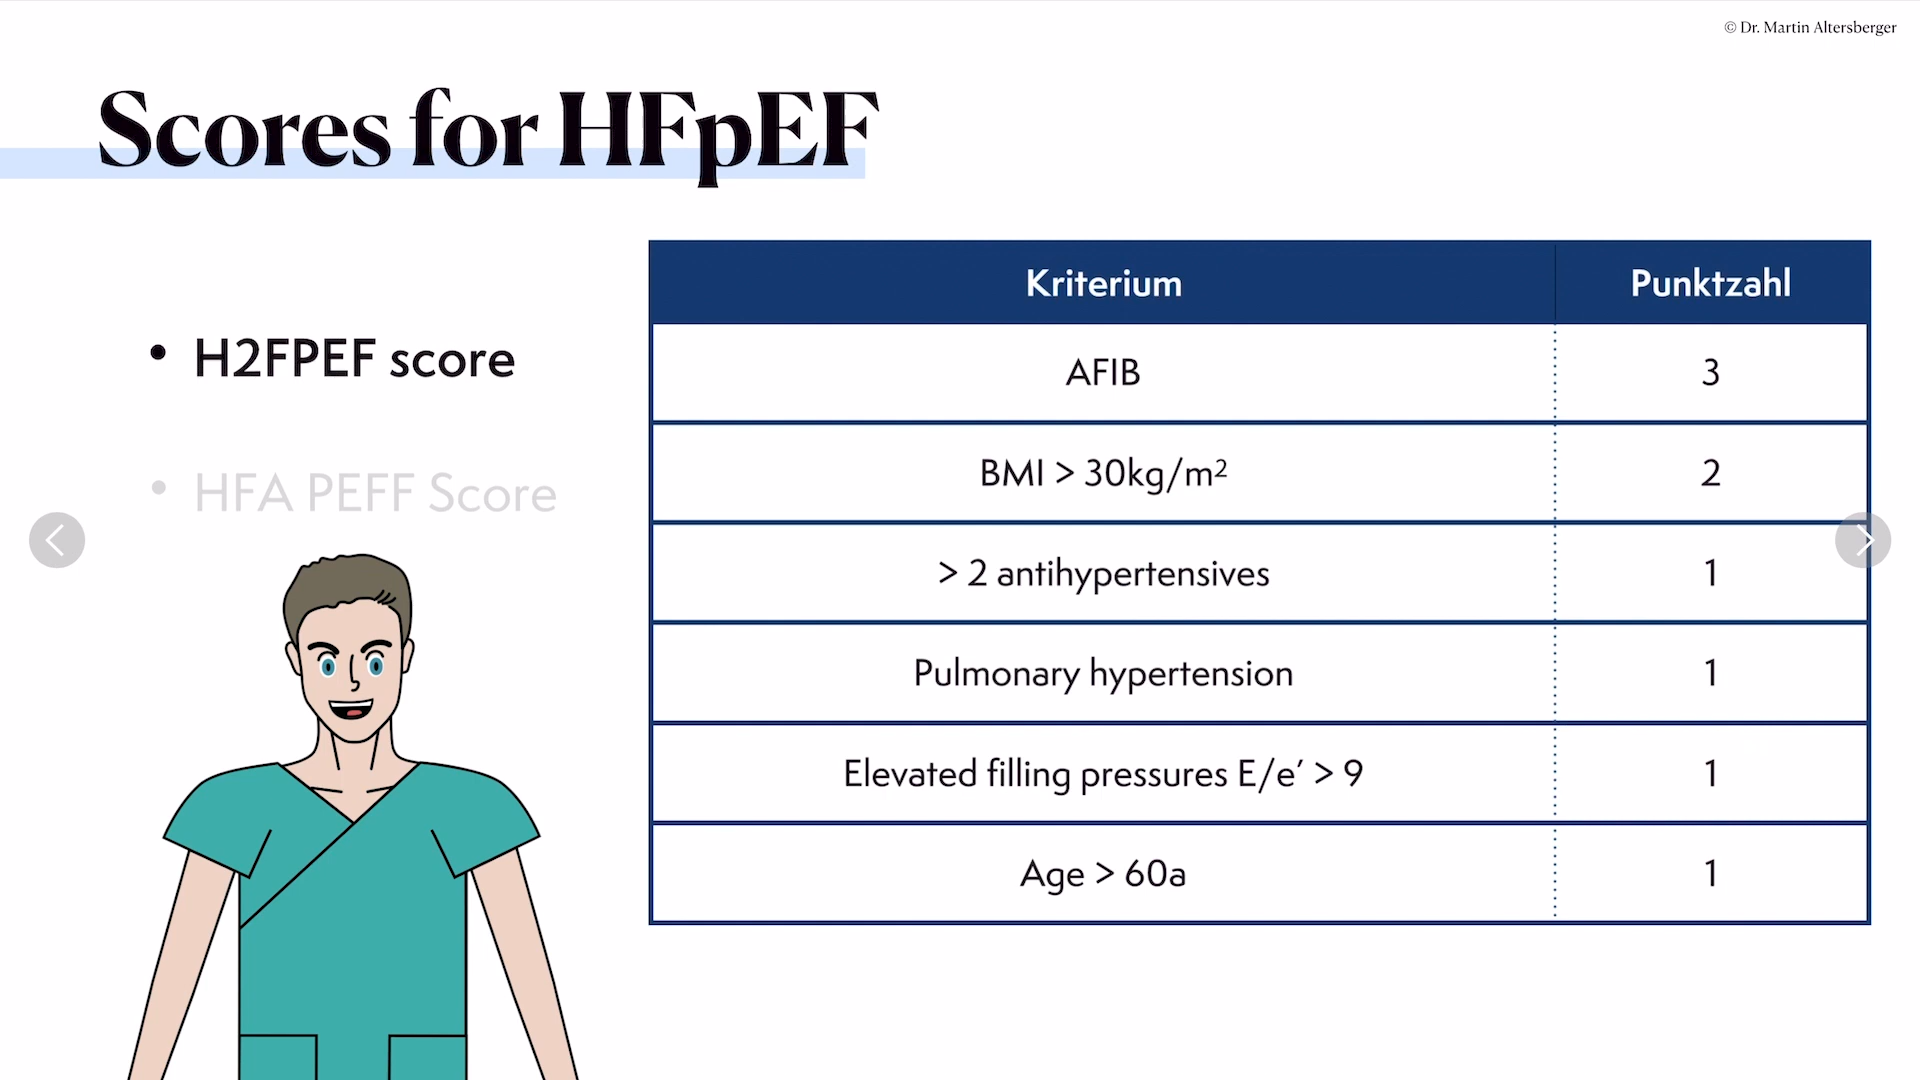 © Dr. Martin Altersberger
Scores for HFpEF
• H2FPEF score
• HFA PEFF Score
Kriterium Punktzahl
AFIB 3
BMI > 30kg/m² 2
> 2 antihypertensives 1
Pulmonary hypertension 1
Elevated filling pressures E/e′ > 9 1
Age > 60a 1